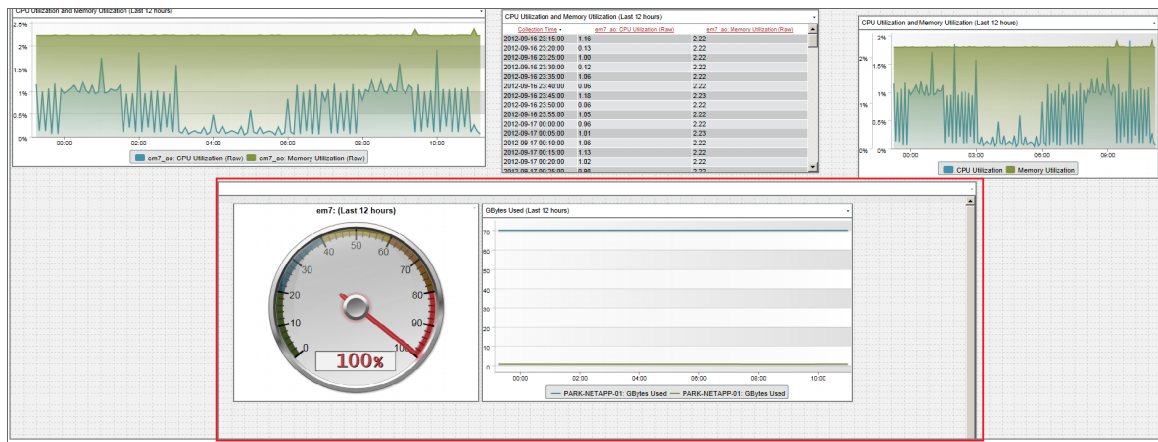 CPU Utilization and Memory Utilization (Last 12 hours)
2.5%
2%
1.5%
1%
0.5%
0%
00:00 02:00 04:00 06:00 08:00 10:00
em7_ao: CPU Utilization (Raw) em7_ao: Memory Utilization (Raw)
CPU Utilization and Memory Utilization (Last 12 hours)
Collection Time em7_ao: CPU Utilization (Raw) em7_ao: Memory Utilization (Raw)
2012-09-16 23:15:00 1.16 2.22
2012-09-16 23:20:00 0.13 2.22
2012-09-16 23:25:00 1.00 2.22
2012-09-16 23:30:00 0.12 2.22
2012-09-16 23:35:00 1.06 2.22
2012-09-16 23:40:00 0.06 2.22
2012-09-16 23:45:00 1.18 2.23
2012-09-16 23:50:00 0.06 2.22
2012-09-16 23:55:00 1.05 2.22
2012-09-17 00:00:00 0.96 2.22
2012-09-17 00:05:00 1.01 2.23
2012-09-17 00:10:00 1.06 2.22
2012-09-17 00:15:00 1.13 2.22
2012-09-17 00:20:00 1.02 2.22
2012-09-17 00:25:00 0.98 2.22
CPU Utilization and Memory Utilization (Last 12 hours)
2%
1.5%
1%
0.5%
0%
2%
1%
0%
00:00 03:00 06:00 09:00
CPU Utilization Memory Utilization
em7: (Last 12 hours)
0 10 20 30 40 50 60 70 80 90 100
100%
GBytes Used (Last 12 hours)
70
60
50
40
30
20
10
0
00:00 02:00 04:00 06:00 08:00 10:00
PARK-NETAPP-01: GBytes Used PARK-NETAPP-01: GBytes Used